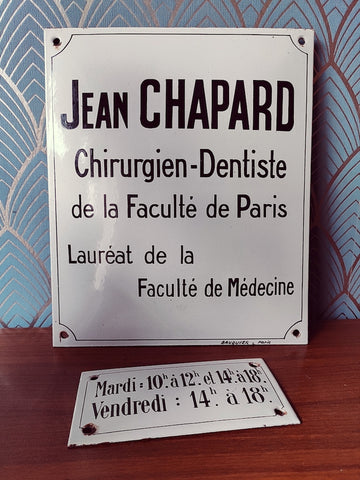 JEAN CHAPARD
Chirurgien-Dentiste
de la Faculté de Paris
Lauréat de la
Faculté de Médecine
Mardi: 10h. à 12h. et 14h. à 18h.
Vendredi : 14h. à 18h.